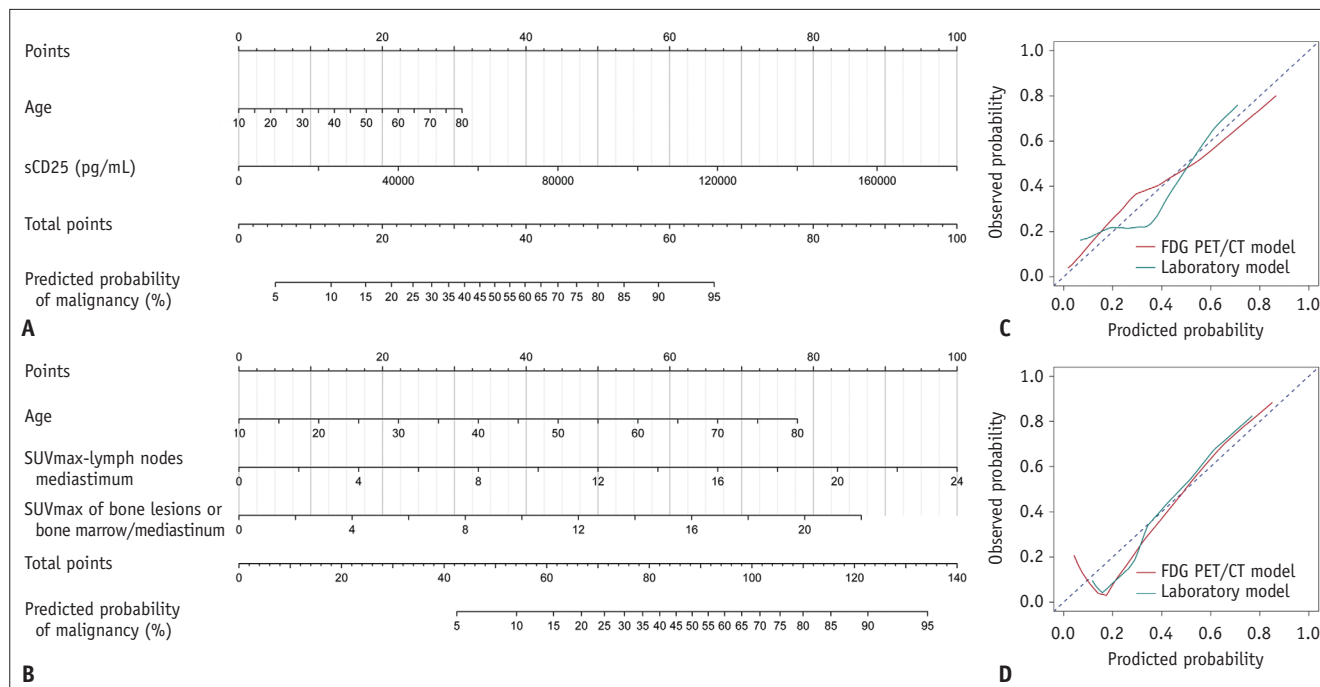 0 20 40 60 80 100
Points
Age
10 20 30 40 50 60 70 80
sCD25 (pg/mL)
0 40000 80000 120000 160000
Total points
0 20 40 60 80 100
Predicted probability
of malignancy (%)
5 10 15 20 25 30 35 40 45 50 55 60 65 70 75 80 85 90 95
A
0 20 40 60 80 100
Points
Age
10 20 30 40 50 60 70 80
SUVmax-lymph nodes
mediastimum
0 4 8 12 16 20 24
SUVmax of bone lesions or
bone marrow/mediastinum
0 4 8 12 16 20
Total points
0 20 40 60 80 100 120 140
Predicted probability
of malignancy (%)
5 10 15 20 25 30 35 40 45 50 55 60 65 70 75 80 85 90 95
B
Observed probability
1.0
0.8
0.6
0.4
0.2
0.0
FDG PET/CT model
Laboratory model
0.0 0.2 0.4 0.6 0.8 1.0
Prodicted probability
C
Observed probability
1.0
0.8
0.6
0.4
0.2
0.0
FDG PET/CT model
Laboratory model
0.0 0.2 0.4 0.6 0.8 1.0
Predicted probability
D